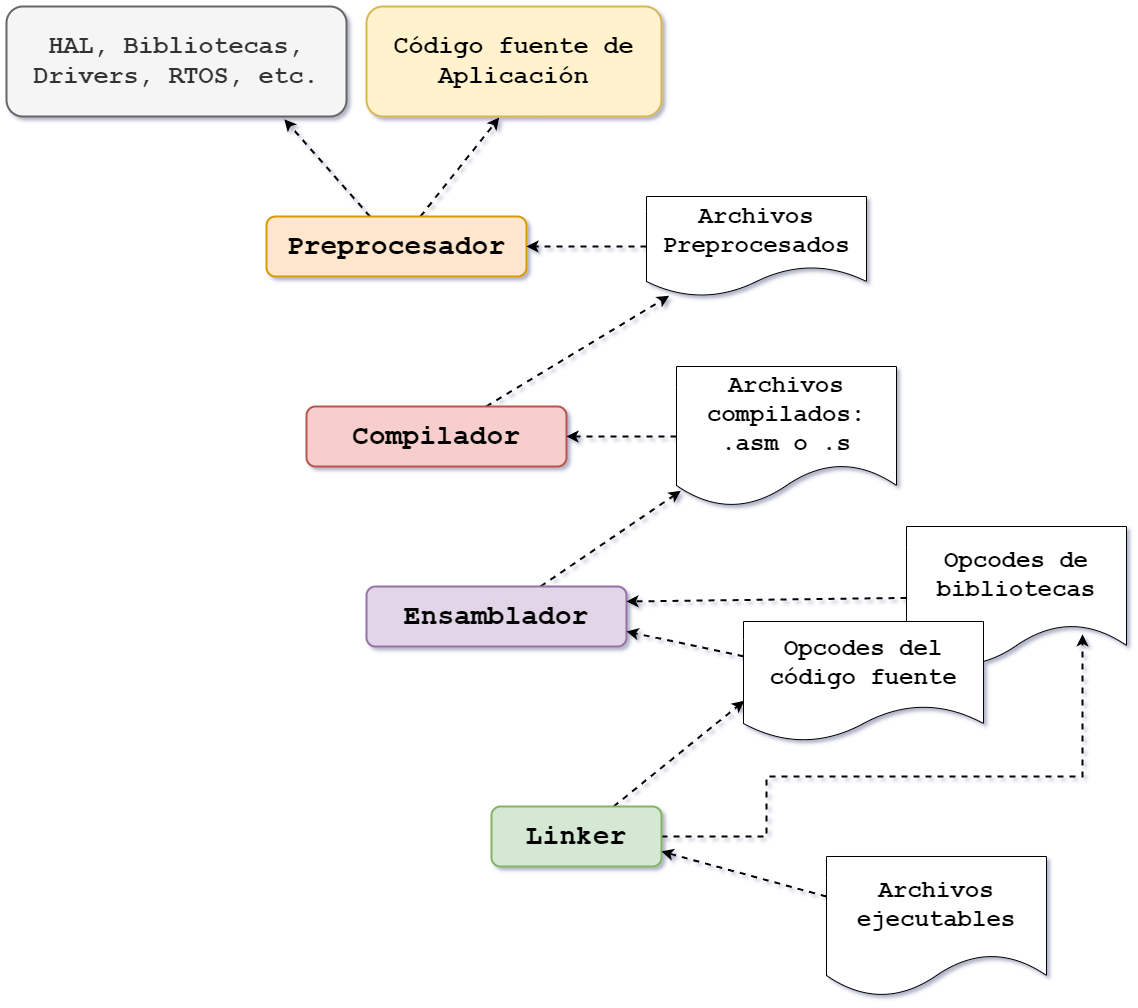 HAL, Bibliotecas,
Drivers, RTOS, etc.
Código fuente de
Aplicación
Preprocesador
Archivos
Preprocesados
Compilador
Archivos
compilados:
.asm o .s
Ensamblador
Opcodes de
bibliotecas
Opcodes del
código fuente
Linker
Archivos
ejecutables